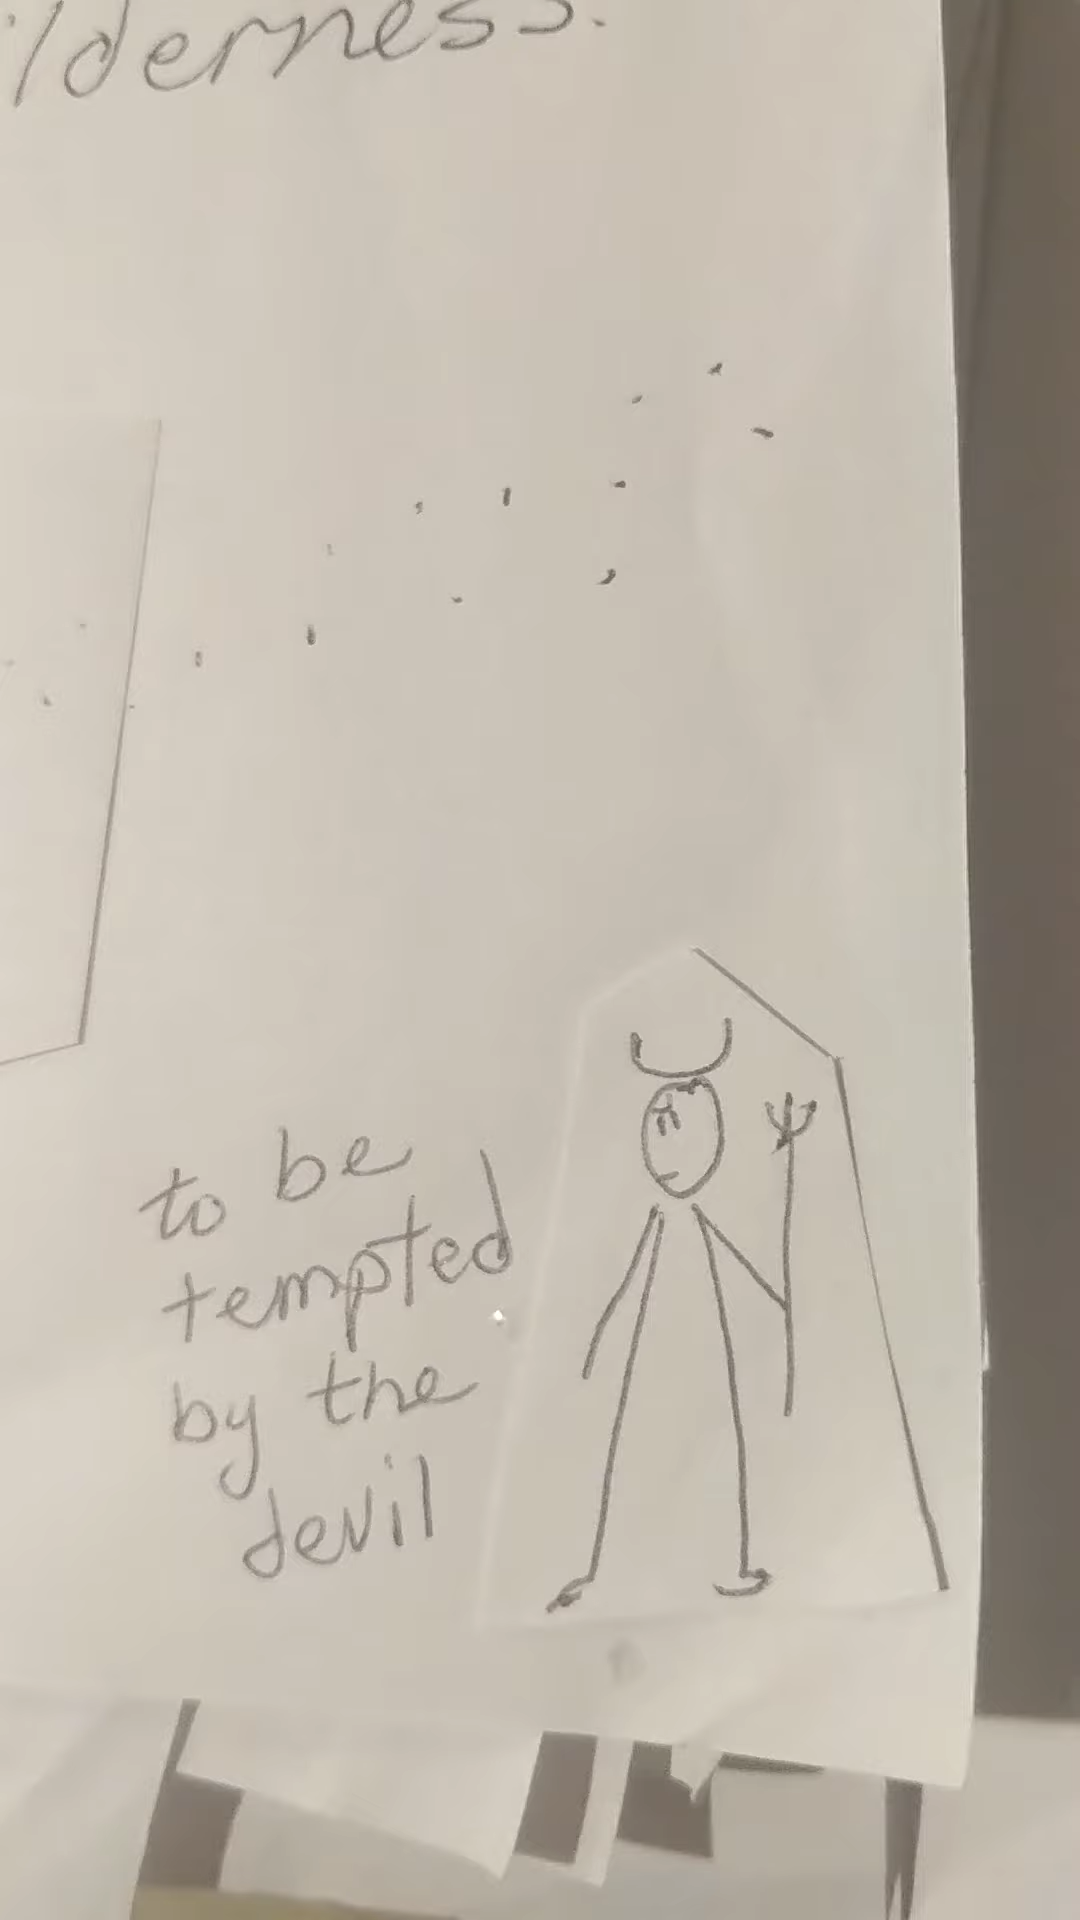 ilderness.
to be
tempted
by the
devil